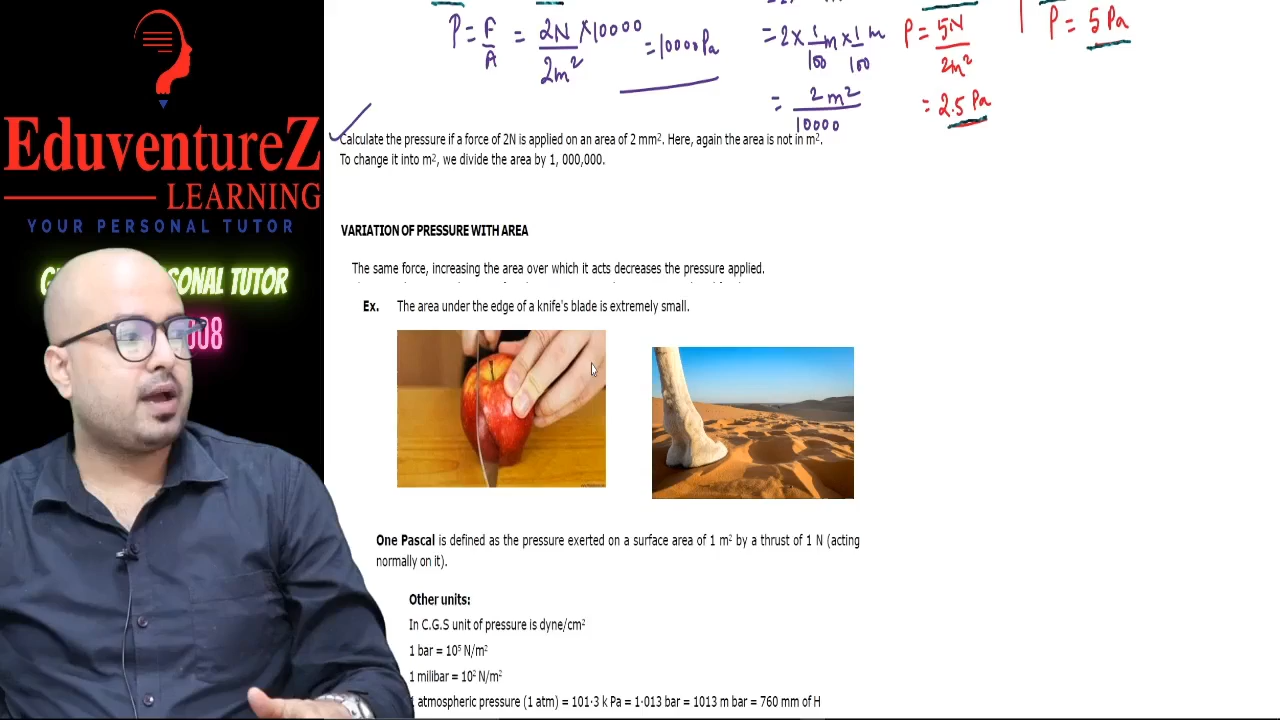 P = F/A = 2N/2m² ×10000 = 10000 Pa
= 2 × 1/100 m × 1/100 m
= 2 m²/10000
P = 5N/2m²
= 2.5 Pa
P = 5 Pa
EduventureZ
LEARNING
YOUR PERSONAL TUTOR
SONAL TUTOR
008
Calculate the pressure if a force of 2N is applied on an area of 2 mm². Here, again the area is not in m².
To change it into m², we divide the area by 1, 000,000.
VARIATION OF PRESSURE WITH AREA
The same force, increasing the area over which it acts decreases the pressure applied.
Ex. The area under the edge of a knife's blade is extremely small.
One Pascal is defined as the pressure exerted on a surface area of 1 m² by a thrust of 1 N (acting
normally on it).
Other units:
In C.G.S unit of pressure is dyne/cm²
1 bar = 10⁵ N/m²
1 milibar = 10² N/m²
1 atmospheric pressure (1 atm) = 101·3 k Pa = 1·013 bar = 1013 m bar = 760 mm of H